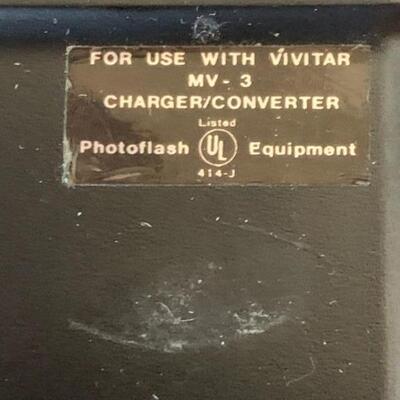 FOR USE WITH VIVITAR
MV - 3
CHARGER/CONVERTER
Listed
Photoflash UL Equipment
414-J